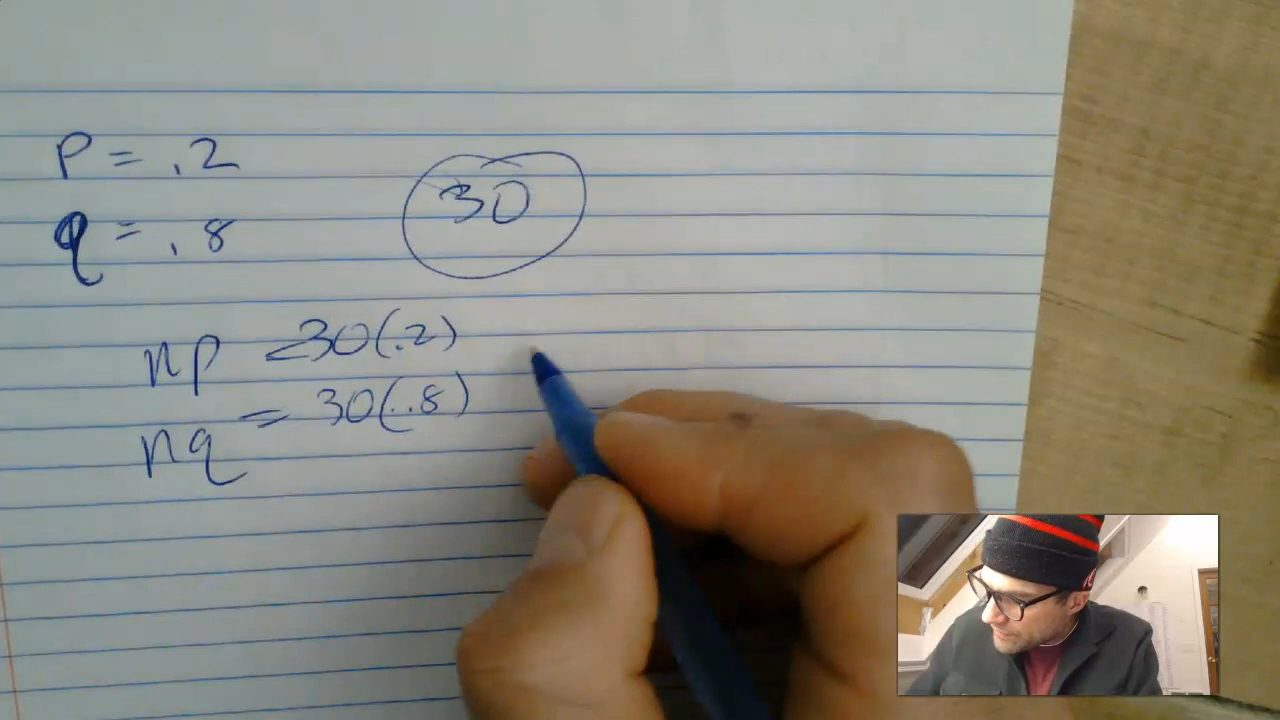 P = .2
q = .8
30
np = 30(.2)
nq = 30(..8)